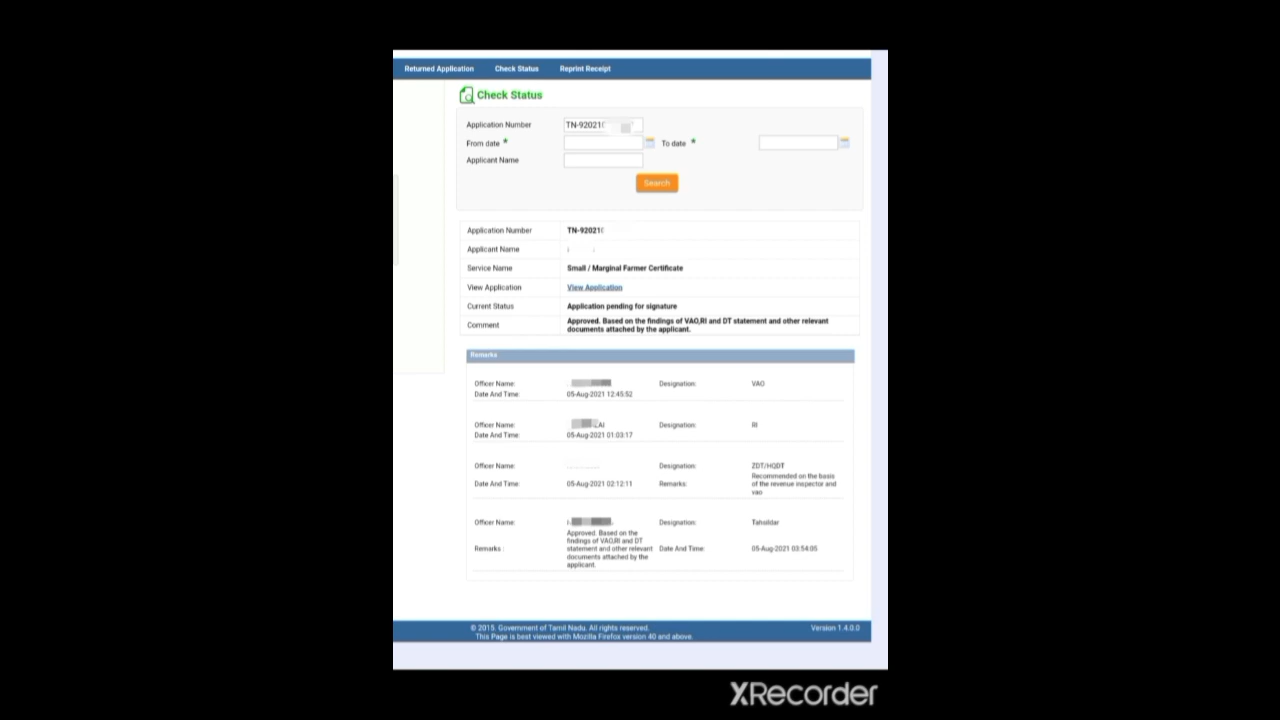 Returned Application Check Status Reprint Receipt
Check Status
Application Number TN-92021
From date * To date *
Applicant Name
Search
Application Number TN-92021
Applicant Name
Service Name Small / Marginal Farmer Certificate
View Application View Application
Current Status Application pending for signature
Comment Approved. Based on the findings of VAO,RI and DT statement and other relevant
documents attached by the applicant.
Remarks
Officer Name: Designation: VAO
Date And Time: 05-Aug-2021 12:45:52
Officer Name: LAI Designation: RI
Date And Time: 05-Aug-2021 01:03:17
Officer Name: Designation: ZDT/HQDT
Date And Time: 05-Aug-2021 02:12:11 Remarks: Recommended on the basis
of the revenue inspector and
vao
Officer Name: Designation: Tahsildar
Remarks : Approved. Based on the
findings of VAO,RI and DT
statement and other relevant
documents attached by the
applicant.
Date And Time: 05-Aug-2021 03:54:05
© 2015. Government of Tamil Nadu. All rights reserved. Version 1.4.0.0
This Page is best viewed with Mozilla Firefox version 40 and above.
XRecorder